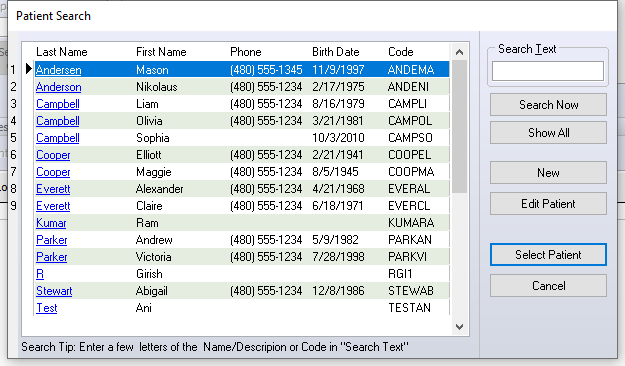 Patient Search
Last Name First Name Phone Birth Date Code
1 Andersen Mason (480) 555-1345 11/9/1997 ANDEMA
2 Anderson Nikolaus (480) 555-1234 2/17/1975 ANDENI
3 Campbell Liam (480) 555-1234 8/16/1979 CAMPLI
4 Campbell Olivia (480) 555-1234 3/21/1981 CAMPOL
5 Campbell Sophia 10/3/2010 CAMPSO
6 Cooper Elliott (480) 555-1234 2/21/1941 COOPEL
7 Cooper Maggie (480) 555-1234 8/5/1945 COOPMA
8 Everett Alexander (480) 555-1234 4/21/1968 EVERAL
9 Everett Claire (480) 555-1234 6/18/1971 EVERCL
Kumar Ram KUMARA
Parker Andrew (480) 555-1234 5/9/1982 PARKAN
Parker Victoria (480) 555-1234 7/28/1998 PARKVI
R Girish RGI1
Stewart Abigail (480) 555-1234 12/8/1986 STEWAB
Test Ani TESTAN
Search Tip: Enter a few letters of the Name/Descripion or Code in "Search Text"
Search Text
Search Now
Show All
New
Edit Patient
Select Patient
Cancel